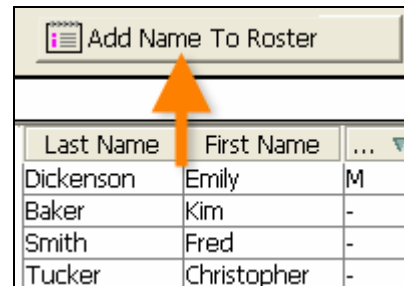 Add Name To Roster
Last Name First Name ...
Dickenson Emily M
Baker Kim -
Smith Fred -
Tucker Christopher -